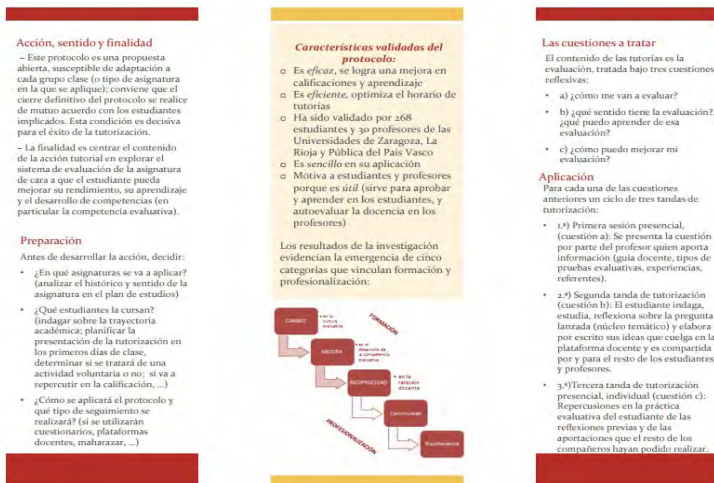 Acción, sentido y finalidad
– Este protocolo es una propuesta
abierta, susceptible de adaptación a
cada grupo clase (o tipo de asignatura
en la que se aplique); conviene que el
cierre definitivo del protocolo se realice
de mutuo acuerdo con los estudiantes
implicados. Esta condición es decisiva
para el éxito de la tutorización.
– La finalidad es centrar el contenido
de la acción tutorial en explorar el
sistema de evaluación de la asignatura
de cara a que el estudiante pueda
mejorar su rendimiento, su aprendizaje
y el desarrollo de competencias (en
particular la competencia evaluativa).
Preparación
Antes de desarrollar la acción, decidir:
• ¿En qué asignaturas se va a aplicar?
(analizar el histórico y sentido de la
asignatura en el plan de estudios)
• ¿Qué estudiantes la cursan?
(indagar sobre la trayectoria
académica; planificar la
presentación de la tutorización en
los primeros días de clase,
determinar si se tratará de una
actividad voluntaria o no; si va a
repercutir en la calificación, ...)
• ¿Cómo se aplicará el protocolo y
qué tipo de seguimiento se
realizará? (si se utilizarán
cuestionarios, plataformas
docentes, maharazar, ...)
Características validadas del
protocolo:
o Es eficaz, se logra una mejora en
calificaciones y aprendizaje
o Es eficiente, optimiza el horario de
tutorías
o Ha sido validado por 268
estudiantes y 30 profesores de las
Universidades de Zaragoza, La
Rioja y Pública del País Vasco
o Es sencillo en su aplicación
o Motiva a estudiantes y profesores
porque es útil (sirve para aprobar
y aprender en los estudiantes, y
autoevaluar la docencia en los
profesores)
Los resultados de la investigación
evidencian la emergencia de cinco
categorías que vinculan formación y
profesionalización:
CAMBIO
• en la
cultura
evaluativa
FORMACIÓN
MEJORA
• en el
desarrollo de
la competencia
evaluativa
RECIPROCIDAD
• en la
relación
docente
Continuidad
PROFESIONALIZACIÓN
Trascendencia
Las cuestiones a tratar
El contenido de las tutorías es la
evaluación, tratada bajo tres cuestiones
reflexivas:
• a) ¿cómo me van a evaluar?
• b) ¿qué sentido tiene la evaluación?,
¿qué puedo aprender de esa
evaluación?
• c) ¿cómo puedo mejorar mi
evaluación?
Aplicación
Para cada una de las cuestiones
anteriores un ciclo de tres tandas de
tutorización:
• 1.ª) Primera sesión presencial,
(cuestión a): Se presenta la cuestión
por parte del profesor quien aporta
información (guía docente, tipos de
pruebas evaluativas, experiencias,
referentes).
• 2.ª) Segunda tanda de tutorización
(cuestión b): El estudiante indaga,
estudia, reflexiona sobre la pregunta
lanzada (núcleo temático) y elabora
por escrito sus ideas que cuelga en la
plataforma docente y es compartida
por y para el resto de los estudiantes
y profesores.
• 3.ª)Tercera tanda de tutorización
presencial, individual (cuestión c):
Repercusiones en la práctica
evaluativa del estudiante de las
reflexiones previas y de las
aportaciones que el resto de los
compañeros hayan podido realizar.